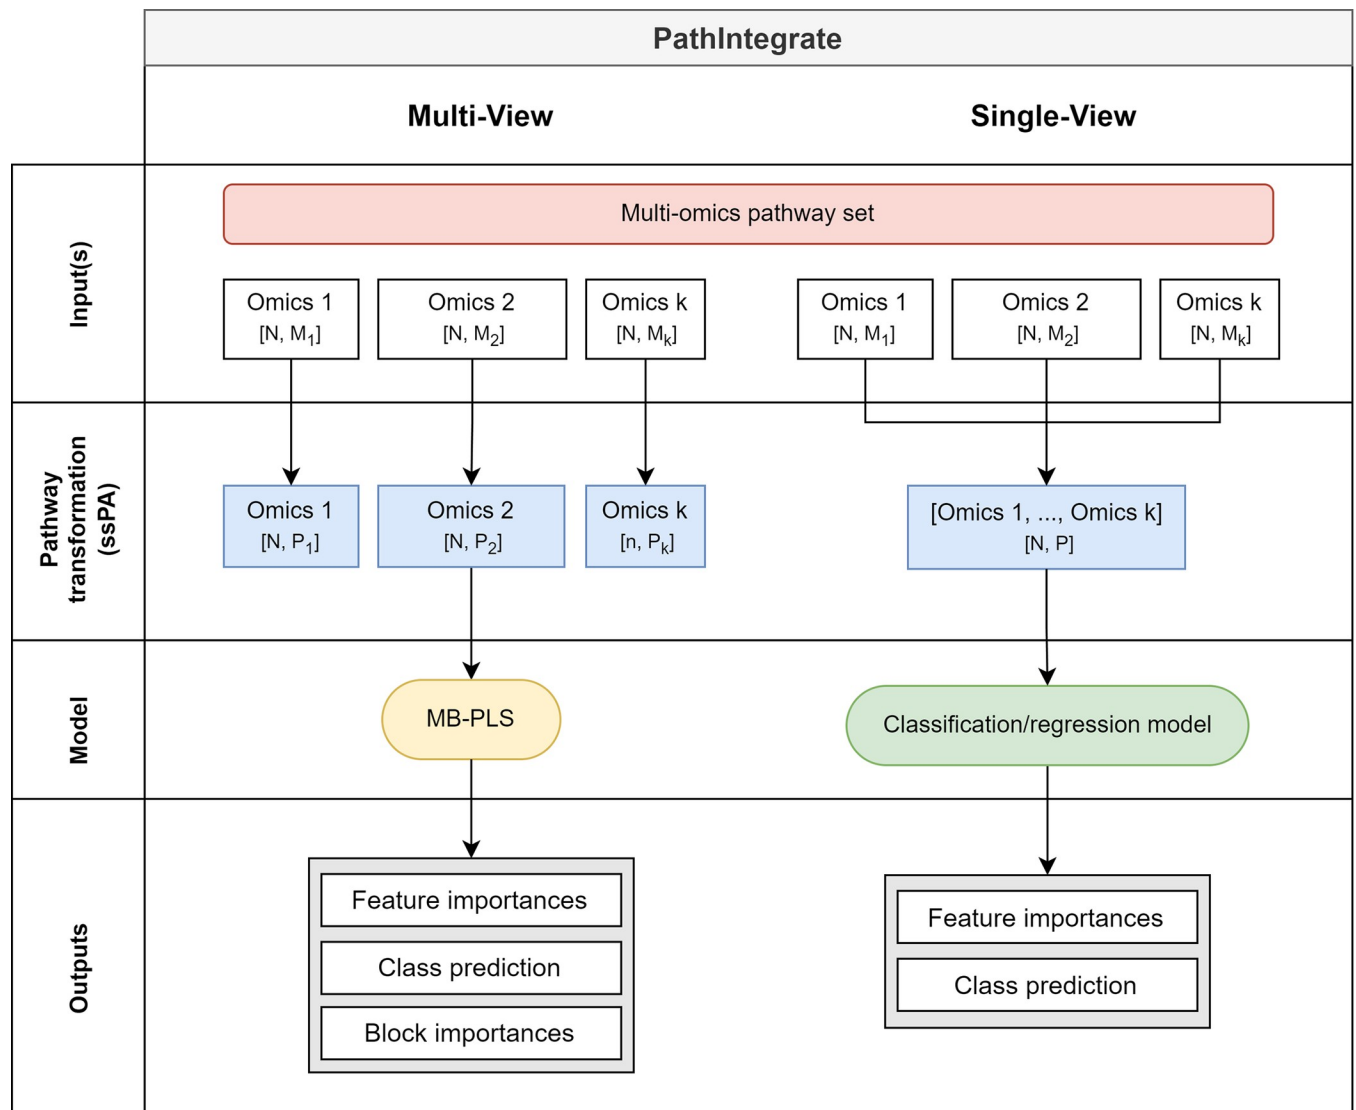 PathIntegrate
Multi-View
Single-View
Input(s)
Multi-omics pathway set
Omics 1
[N, M₁]
Omics 2
[N, M₂]
Omics k
[N, Mₖ]
Omics 1
[N, M₁]
Omics 2
[N, M₂]
Omics k
[N, Mₖ]
Pathway
transformation
(ssPA)
Omics 1
[N, P₁]
Omics 2
[N, P₂]
Omics k
[n, Pₖ]
[Omics 1, ..., Omics k]
[N, P]
Model
MB-PLS
Classification/regression model
Outputs
Feature importances
Class prediction
Block importances
Feature importances
Class prediction